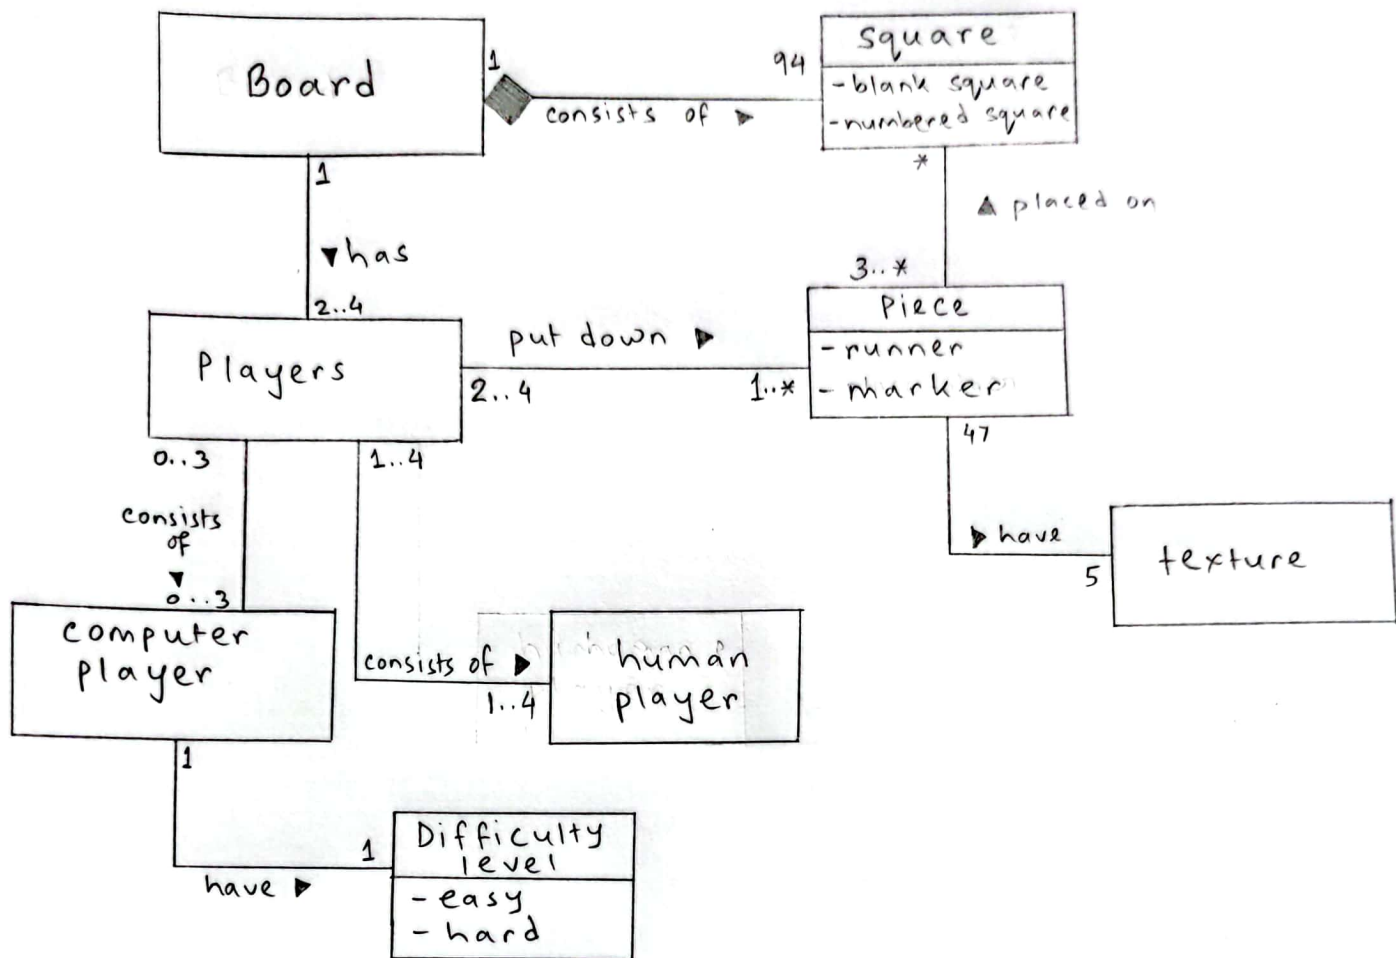 Board
1
94
consists of ▶
square
-blank square
-numbered square
*
▲ placed on
1
▼has
2..4
Players
put down ▶
2..4
1..*
3..*
Piece
-runner
-marker
47
▶ have
5
texture
0..3
consists
of
▼
0..3
1..4
consists of ▶
1..4
computer
player
human
player
1
have ▶
1
Difficulty
level
-easy
-hard